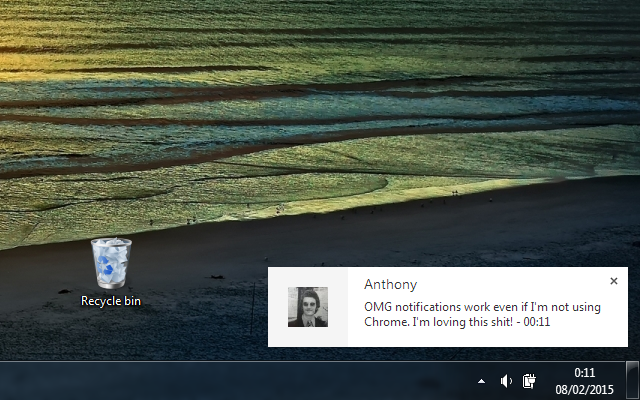 Recycle bin
Anthony
OMG notifications work even if I'm not using
Chrome. I'm loving this shit! - 00:11
0:11
08/02/2015